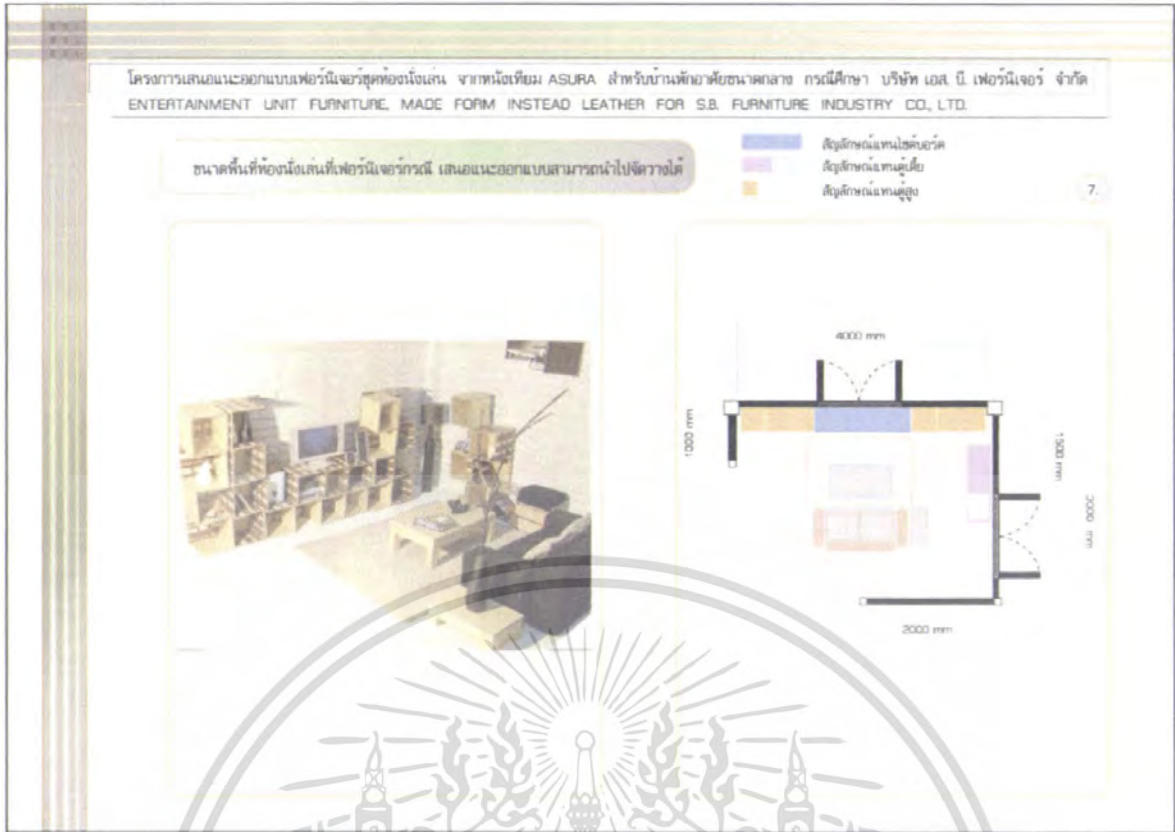 โครงการเสนอแนะออกแบบเฟอร์นิเจอร์ชุดห้องนั่งเล่น จากหนังเทียม ASURA สำหรับบ้านพักอาศัยขนาดกลาง กรณีศึกษา บริษัท เอส. บี. เฟอร์นิเจอร์ จำกัด
ENTERTAINMENT UNIT FURNITURE, MADE FORM INSTEAD LEATHER FOR S.B. FURNITURE INDUSTRY CO., LTD.
ขนาดพื้นที่ห้องนั่งเล่นที่เฟอร์นิเจอร์กรณี เสนอแนะออกแบบสามารถนำไปจัดวางได้
สัญลักษณ์แทนไซด์บอร์ด
สัญลักษณ์แทนตู้เตี้ย
สัญลักษณ์แทนตู้สูง
7.
4000 mm
1000 mm
1500 mm
3000 mm
2000 mm